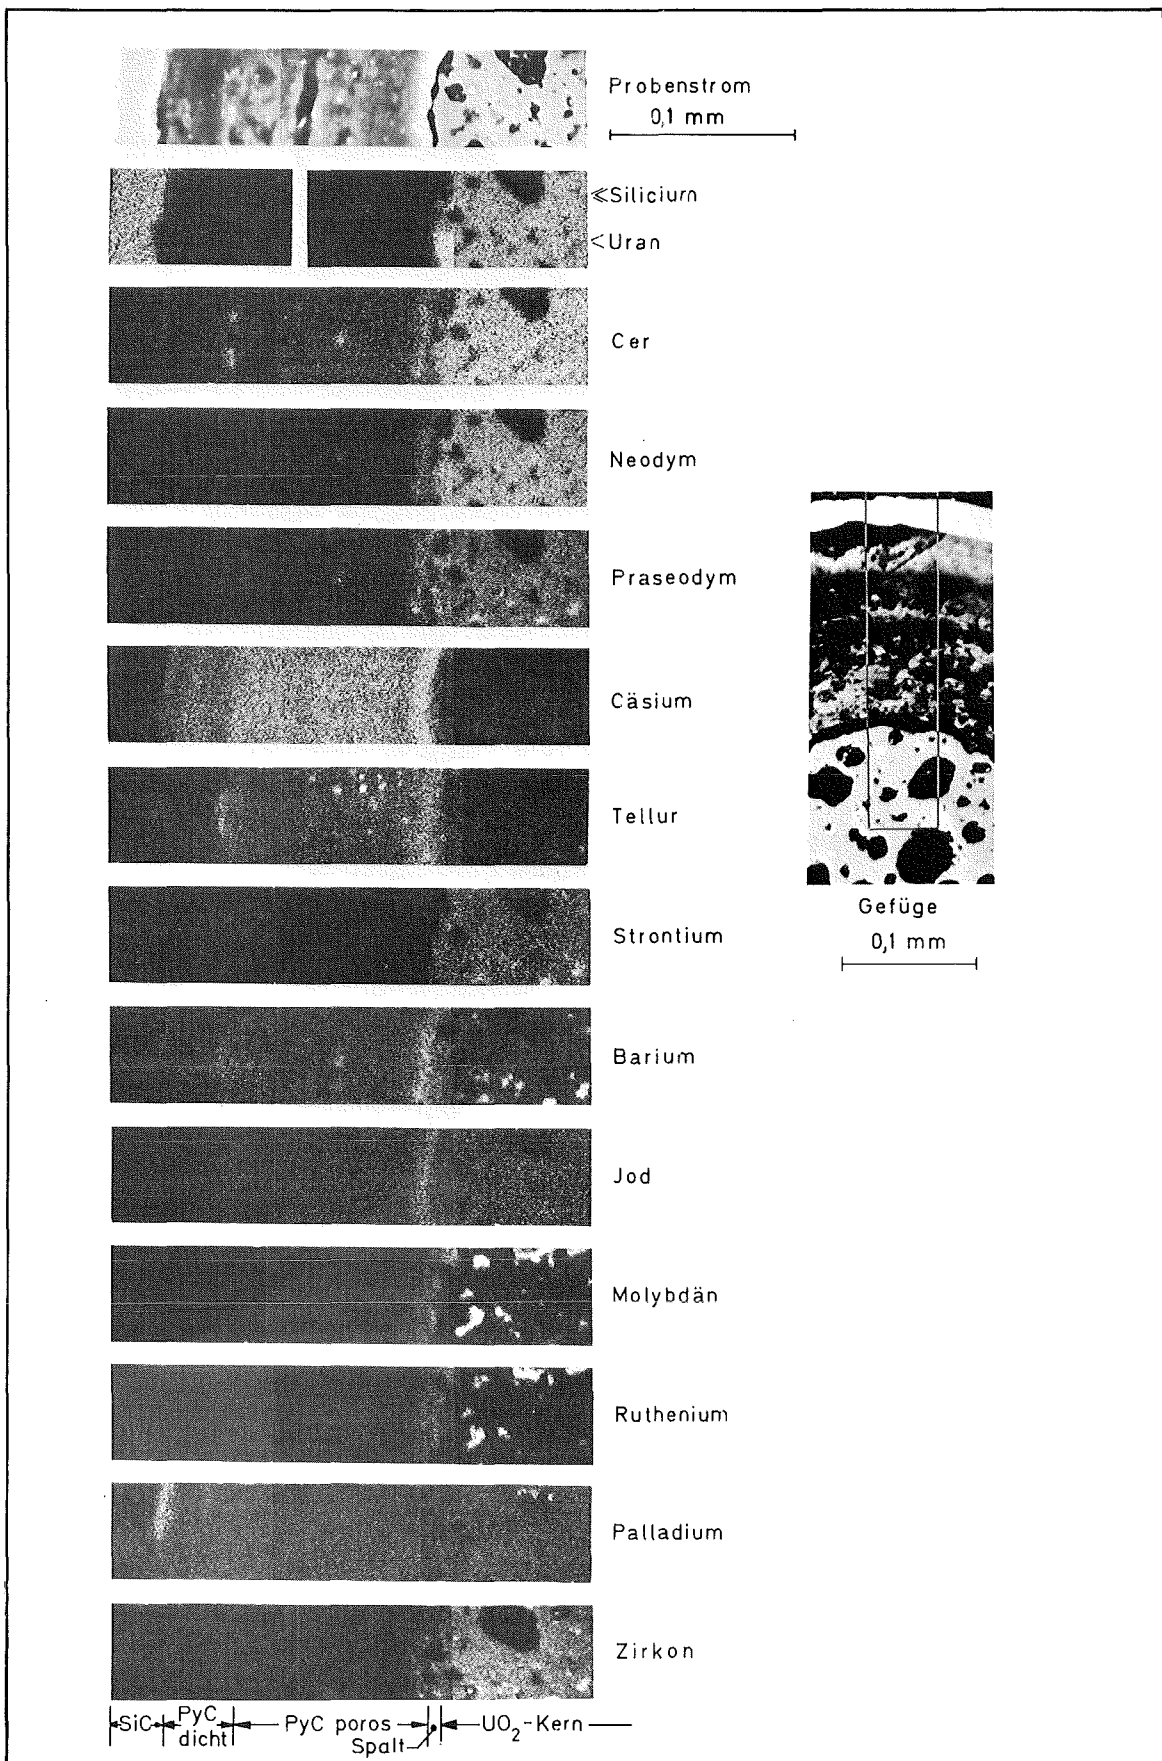 Probenstrom
0,1 mm
≪Silicium
<Uran
Cer
Neodym
Praseodym
Cäsium
Tellur
Strontium
Barium
Jod
Molybdän
Ruthenium
Palladium
Zirkon
Gefüge
0,1 mm
SiC
PyC dicht
PyC porös
Spalt
UO₂-Kern